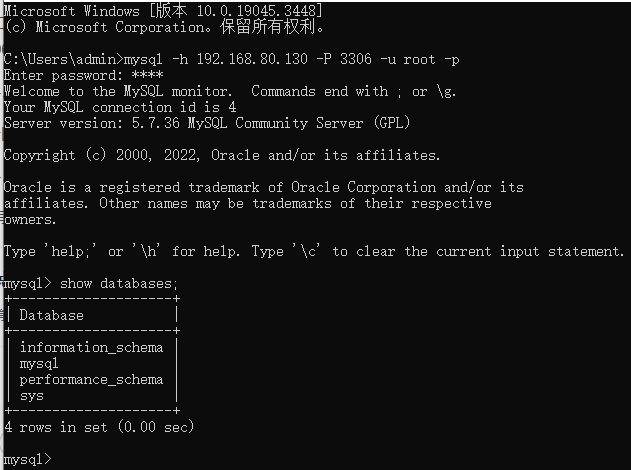 Microsoft Windows [版本 10.0.19045.3448]
(c) Microsoft Corporation。保留所有权利。
C:\Users\admin>mysql -h 192.168.80.130 -P 3306 -u root -p
Enter password: ****
Welcome to the MySQL monitor.  Commands end with ; or \g.
Your MySQL connection id is 4
Server version: 5.7.36 MySQL Community Server (GPL)
Copyright (c) 2000, 2022, Oracle and/or its affiliates.
Oracle is a registered trademark of Oracle Corporation and/or its
affiliates. Other names may be trademarks of their respective
owners.
Type 'help;' or '\h' for help. Type '\c' to clear the current input statement.
mysql> show databases;
+--------------------+
| Database           |
+--------------------+
| information_schema |
| mysql              |
| performance_schema |
| sys                |
+--------------------+
4 rows in set (0.00 sec)
mysql>